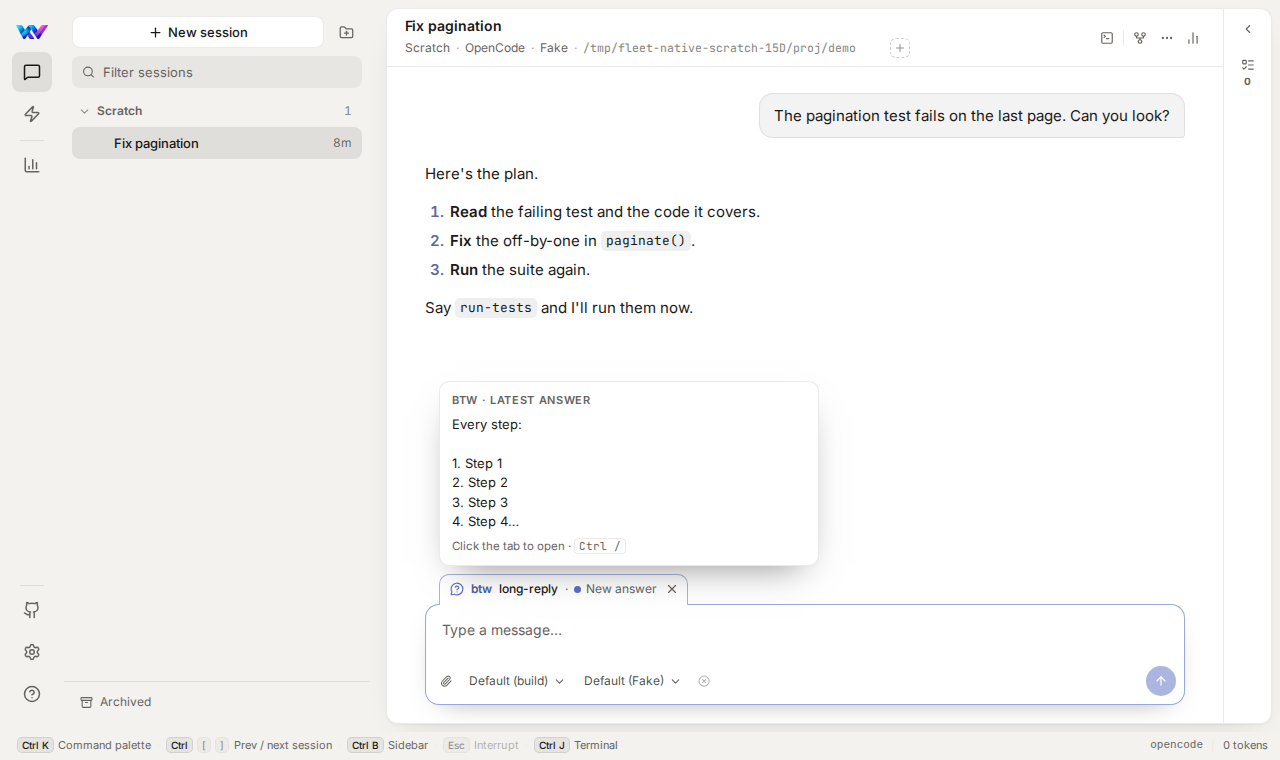 New session
Filter sessions
Scratch 1
Fix pagination 8m
Archived
Fix pagination
Scratch · OpenCode · Fake · /tmp/fleet-native-scratch-15D/proj/demo
0
The pagination test fails on the last page. Can you look?
Here's the plan.
1. Read the failing test and the code it covers.
2. Fix the off-by-one in paginate().
3. Run the suite again.
Say run-tests and I'll run them now.
BTW · LATEST ANSWER
Every step:
1. Step 1
2. Step 2
3. Step 3
4. Step 4...
Click the tab to open · Ctrl /
btw long-reply · New answer
Type a message...
Default (build) Default (Fake)
Ctrl K Command palette Ctrl [ ] Prev / next session Ctrl B Sidebar Esc Interrupt Ctrl J Terminal opencode 0 tokens